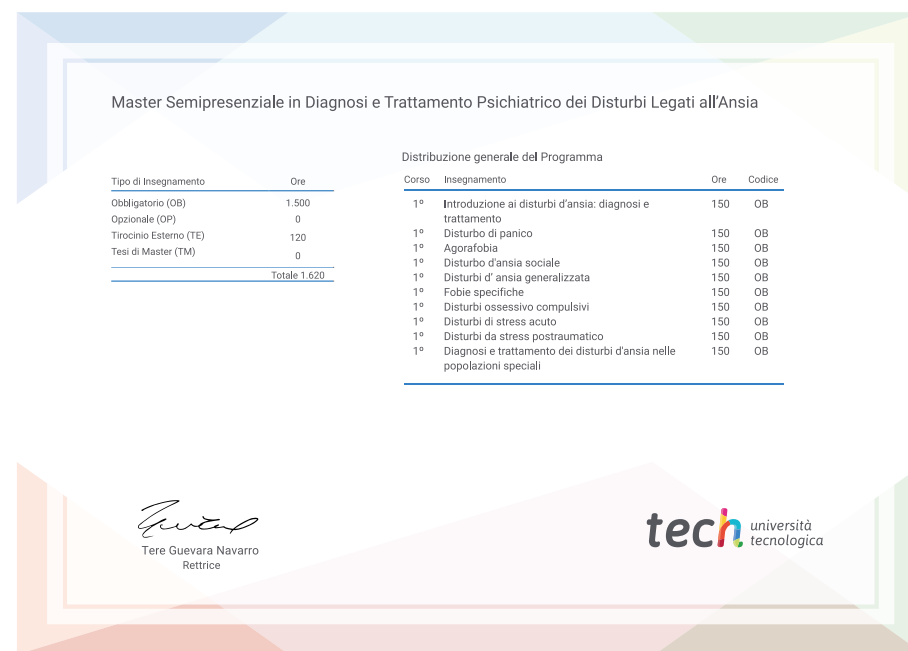 Master Semipresenziale in Diagnosi e Trattamento Psichiatrico dei Disturbi Legati all'Ansia
Tipo di Insegnamento Ore
Obbligatorio (OB) 1.500
Opzionale (OP) 0
Tirocinio Esterno (TE) 120
Tesi di Master (TM) 0
Totale 1.620
Distribuzione generale del Programma
Corso Insegnamento Ore Codice
1º Introduzione ai disturbi d'ansia: diagnosi e 150 OB
trattamento
1º Disturbo di panico 150 OB
1º Agorafobia 150 OB
1º Disturbo d'ansia sociale 150 OB
1º Disturbi d' ansia generalizzata 150 OB
1º Fobie specifiche 150 OB
1º Disturbi ossessivo compulsivi 150 OB
1º Disturbi di stress acuto 150 OB
1º Disturbi da stress postraumatico 150 OB
1º Diagnosi e trattamento dei disturbi d'ansia nelle 150 OB
popolazioni speciali
Tere Guevara Navarro
Rettrice
tech università
tecnologica